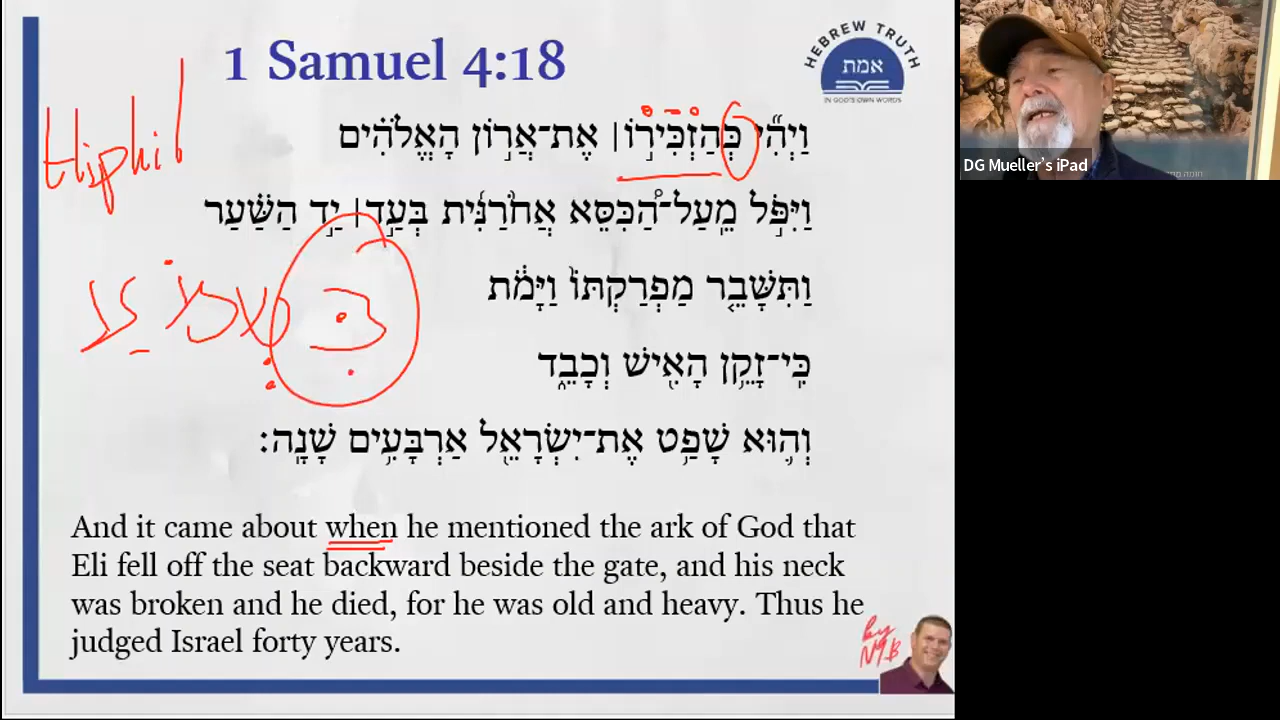 1 Samuel 4:18
HEBREW TRUTH
אמת
IN GOD'S OWN WORDS
Hiphil
וַיְהִ֞י כְּהַזְכִּיר֣וֹ ׀ אֶת־אֲר֣וֹן הָאֱלֹהִ֗ים
וַיִּפֹּ֣ל מֵֽעַל־הַ֠כִּסֵּא אֲחֹ֨רַנִּ֜ית בְּעַ֣ד ׀ יַ֣ד הַשַּׁ֗עַר
וַתִּשָּׁבֵ֤ר מַפְרַקְתּוֹ֙ וַיָּמֹ֔ת
כִּֽי־זָקֵ֥ן הָאִ֖ישׁ וְכָבֵ֑ד
וְה֛וּא שָׁפַ֥ט אֶת־יִשְׂרָאֵ֖ל אַרְבָּעִ֥ים שָׁנָֽה׃
And it came about when he mentioned the ark of God that
Eli fell off the seat backward beside the gate, and his neck
was broken and he died, for he was old and heavy. Thus he
judged Israel forty years.
by
NGB
DG Mueller's iPad